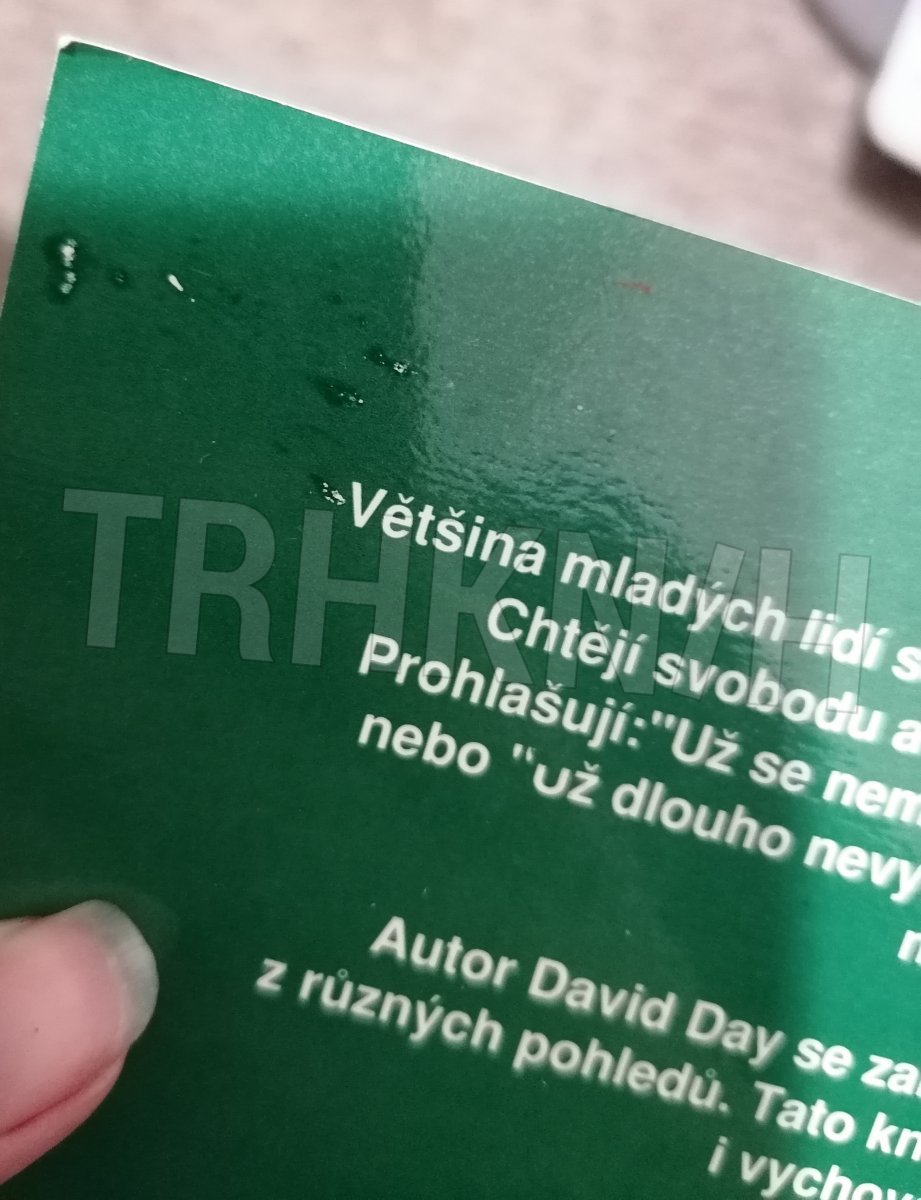 Většina mladých lidí s
Chtějí svobodu a
Prohlašují:"Už se nem
nebo "už dlouho nevy
n
Autor David Day se za
z různých pohledů. Tato kn
i vychov
TRHKNIH